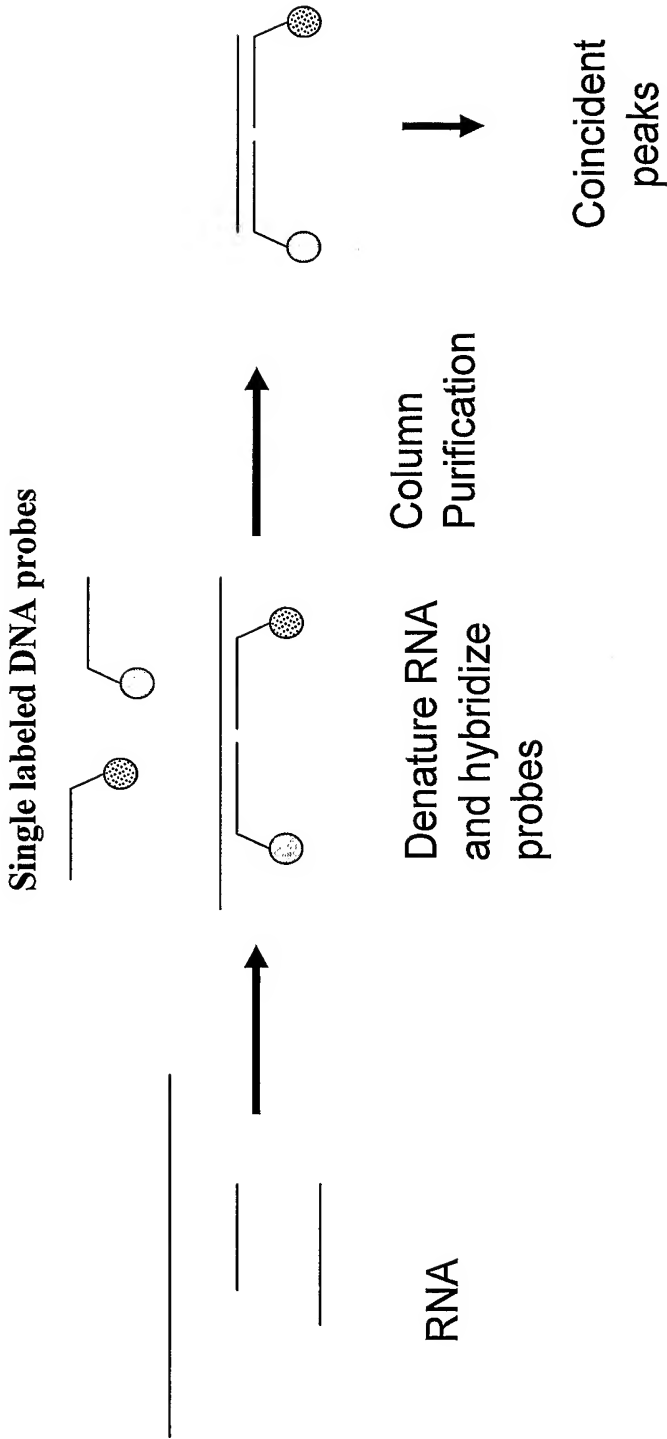 Single labeled DNA probes
RNA
Denature RNA
and hybridize
probes
Column
Purification
Coincident
peaks